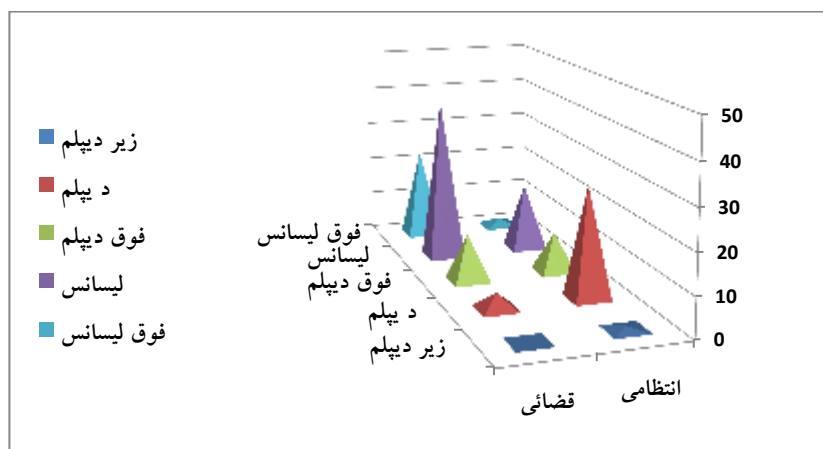 زیر دیپلم
د یپلم
فوق دیپلم
لیسانس
فوق لیسانس
50
40
30
20
10
0
فوق لیسانس
لیسانس
فوق دیپلم
د یپلم
زیر دیپلم
انتظامی
قضائی